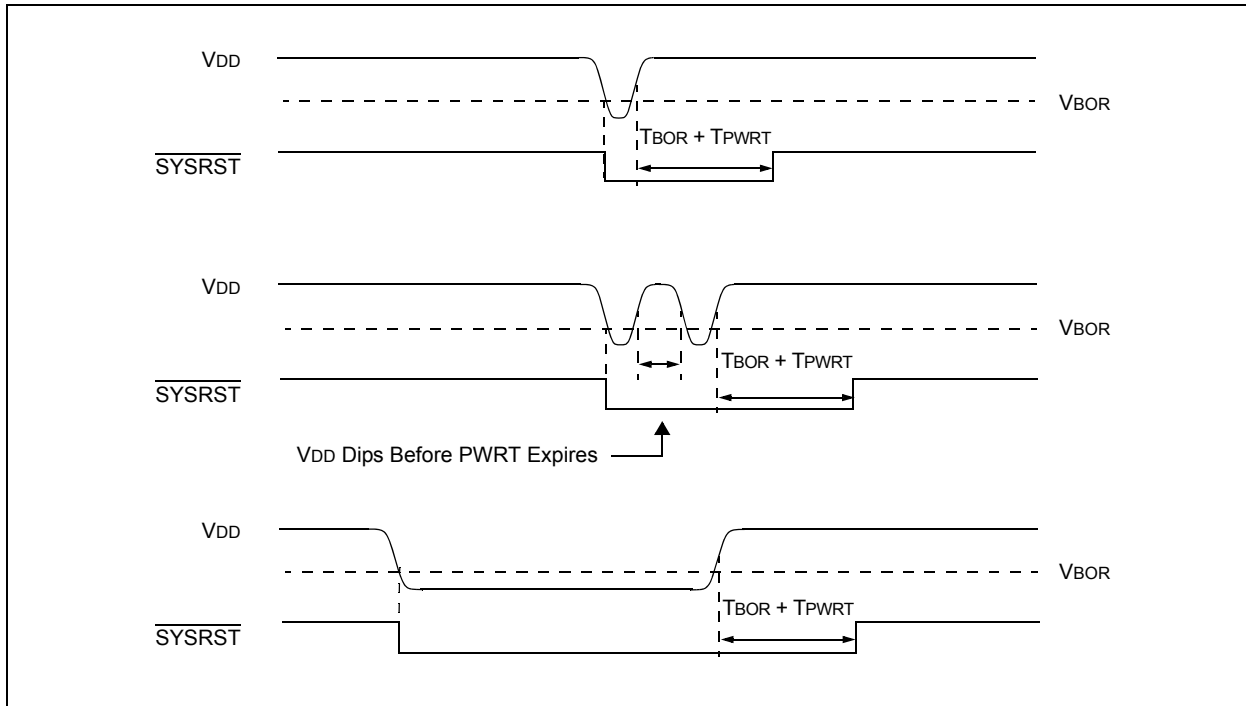 VDD
VBOR
TBOR + TPWRT
SYSRST
VDD
VBOR
TBOR + TPWRT
SYSRST
VDD Dips Before PWRT Expires
VDD
VBOR
TBOR + TPWRT
SYSRST